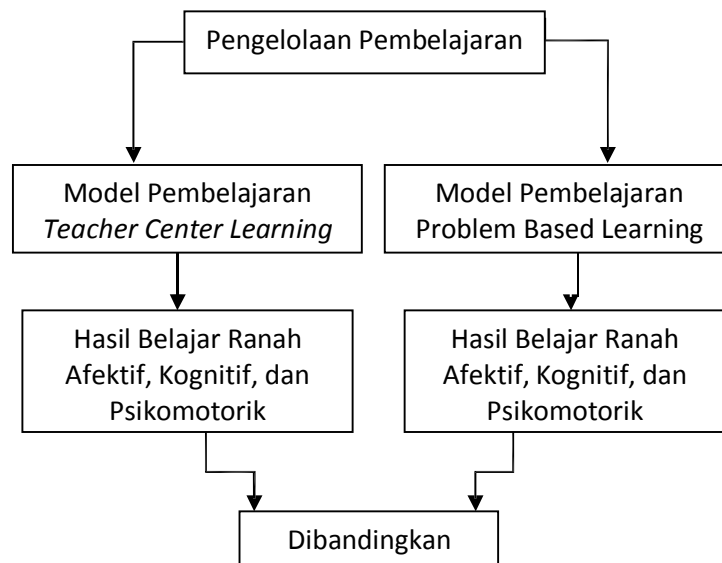 Pengelolaan Pembelajaran
Model Pembelajaran
Teacher Center Learning
Model Pembelajaran
Problem Based Learning
Hasil Belajar Ranah
Afektif, Kognitif, dan
Psikomotorik
Hasil Belajar Ranah
Afektif, Kognitif, dan
Psikomotorik
Dibandingkan